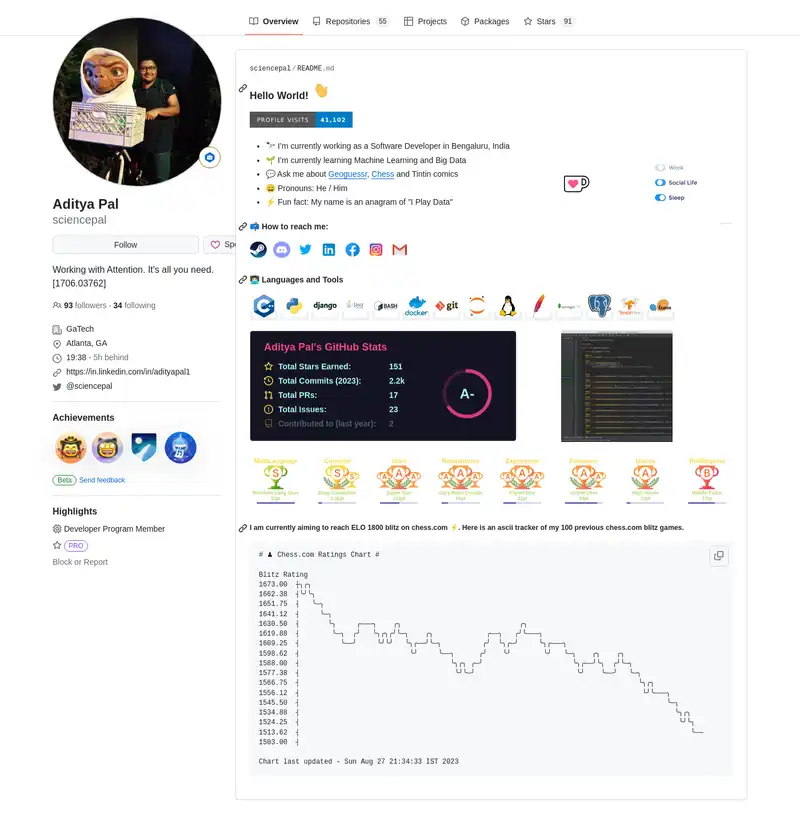 Overview
Repositories 55
Projects
Packages
Stars 91
Aditya Pal
sciencepal
Follow
Working with Attention. It's all you need.
[1706.03762]
93 followers · 34 following
GaTech
Atlanta, GA
19:38 - 5h behind
https://in.linkedin.com/in/adityapal1
@sciencepal
Achievements
Beta Send feedback
Highlights
Developer Program Member
PRO
Block or Report
sciencepal/README.md
Hello World! 👋
PROFILE VISITS 41,102
🔭 I'm currently working as a Software Developer in Bengaluru, India
🌱 I'm currently learning Machine Learning and Big Data
💬 Ask me about Geoguessr, Chess and Tintin comics
😄 Pronouns: He / Him
⚡ Fun fact: My name is an anagram of "I Play Data"
Work
Social Life
Sleep
📫 How to reach me:
👨‍💻 Languages and Tools
django
BASH
docker
git
Aditya Pal's GitHub Stats
Total Stars Earned: 151
Total Commits (2023): 2.2k
Total PRs: 17
Total Issues: 23
Contributed to (last year): 2
A-
MultiLanguage
Commits
Stars
Repositories
Experience
Followers
Issues
PullRequest
S
S
A
A
A
A
A
B
I am currently aiming to reach ELO 1800 blitz on chess.com ⚡. Here is an ascii tracker of my 100 previous chess.com blitz games.
# ♟ Chess.com Ratings Chart #
Blitz Rating
1673.00
1662.38
1651.75
1641.12
1630.50
1619.88
1609.25
1598.62
1588.00
1577.38
1566.75
1556.12
1545.50
1534.88
1524.25
1513.62
1503.00
Chart last updated - Sun Aug 27 21:34:33 IST 2023